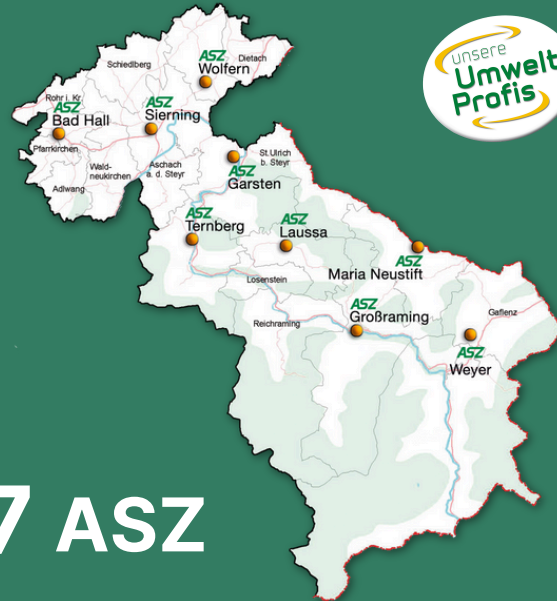 unsere
Umwelt
Profis
ASZ
Wolfern
Dietach
Schiedlberg
Rohr i. Kr.
ASZ
Bad Hall
ASZ
Sierning
Pfarrkirchen
Wald-
neukirchen
Aschach
a. d. Steyr
Adlwang
St. Ulrich
b. Steyr
ASZ
Garsten
ASZ
Ternberg
ASZ
Laussa
ASZ
Maria Neustift
Losenstein
ASZ
Großraming
Reichraming
Gaflenz
ASZ
Weyer
7 ASZ